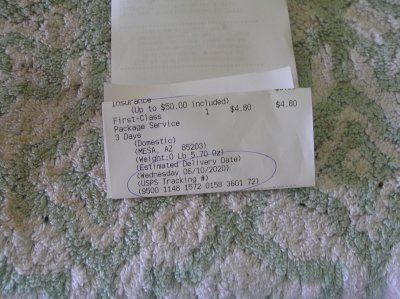 Insurance
(Up to $50.00 included)
First-Class 1 $4.80 $4.80
Package Service
3 Days
(Domestic)
(MESA, AZ 85203)
(Weight:0 Lb 5.70 Oz)
(Estimated Delivery Date)
(Wednesday 06/10/2020)
(USPS Tracking #)
(9500 1148 1572 0158 3601 72)